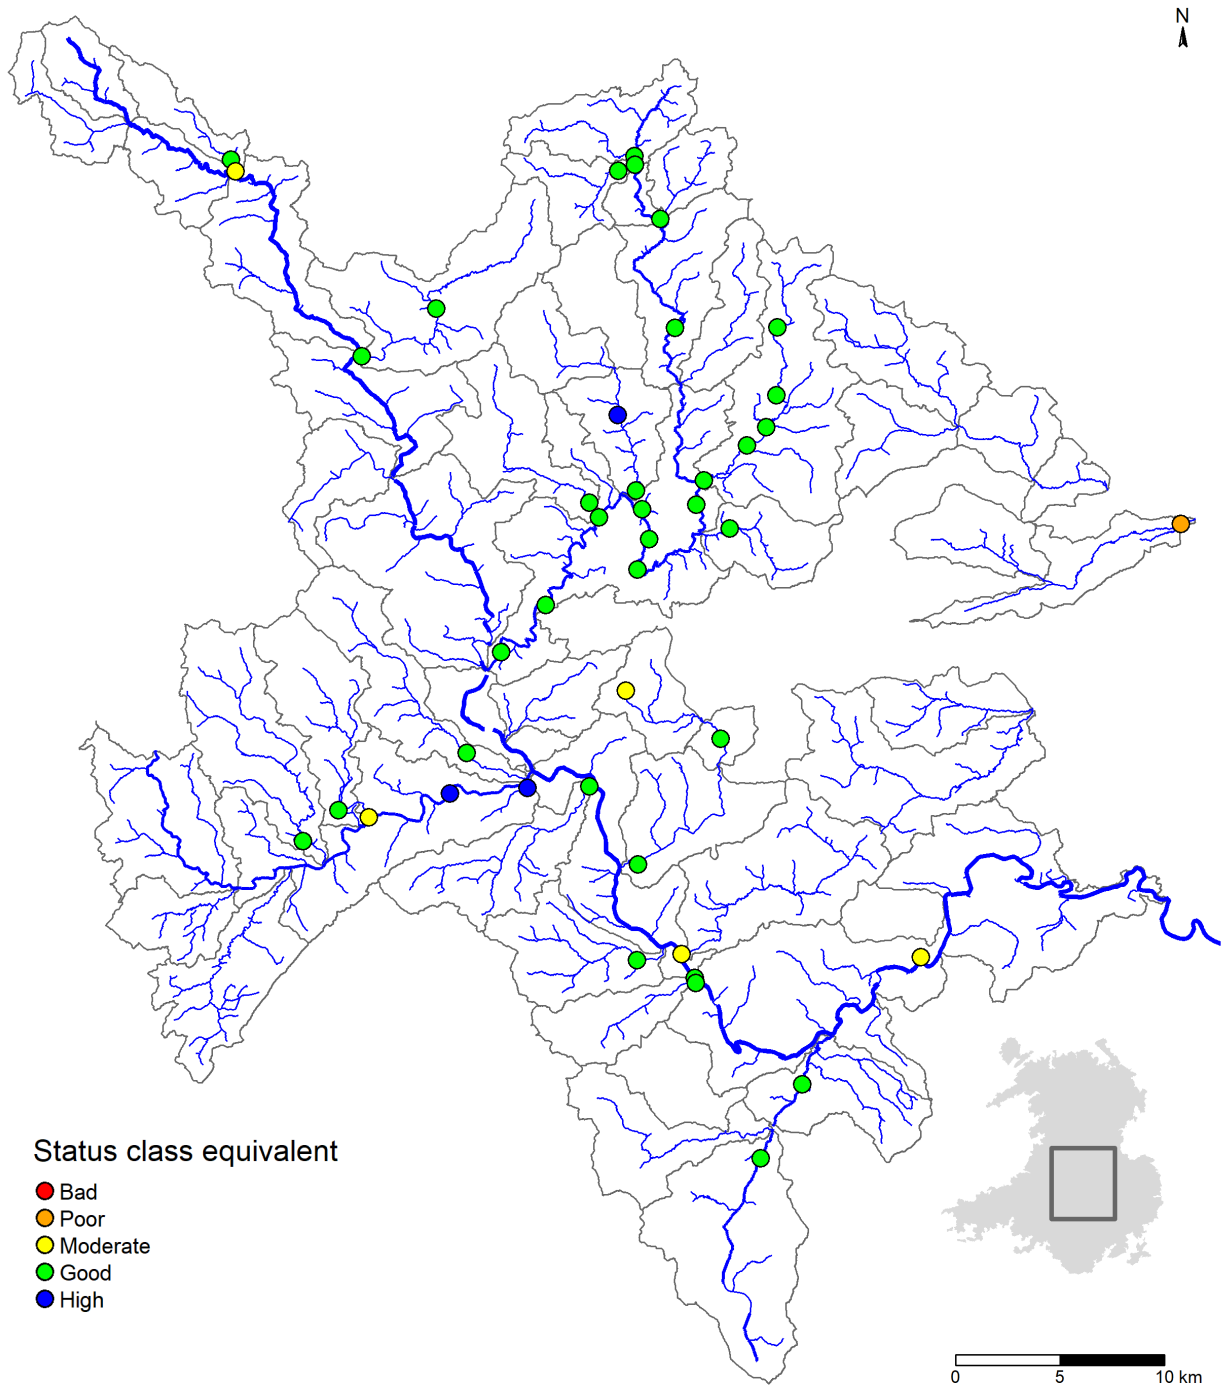 N
Status class equivalent
Bad
Poor
Moderate
Good
High
0 5 10 km